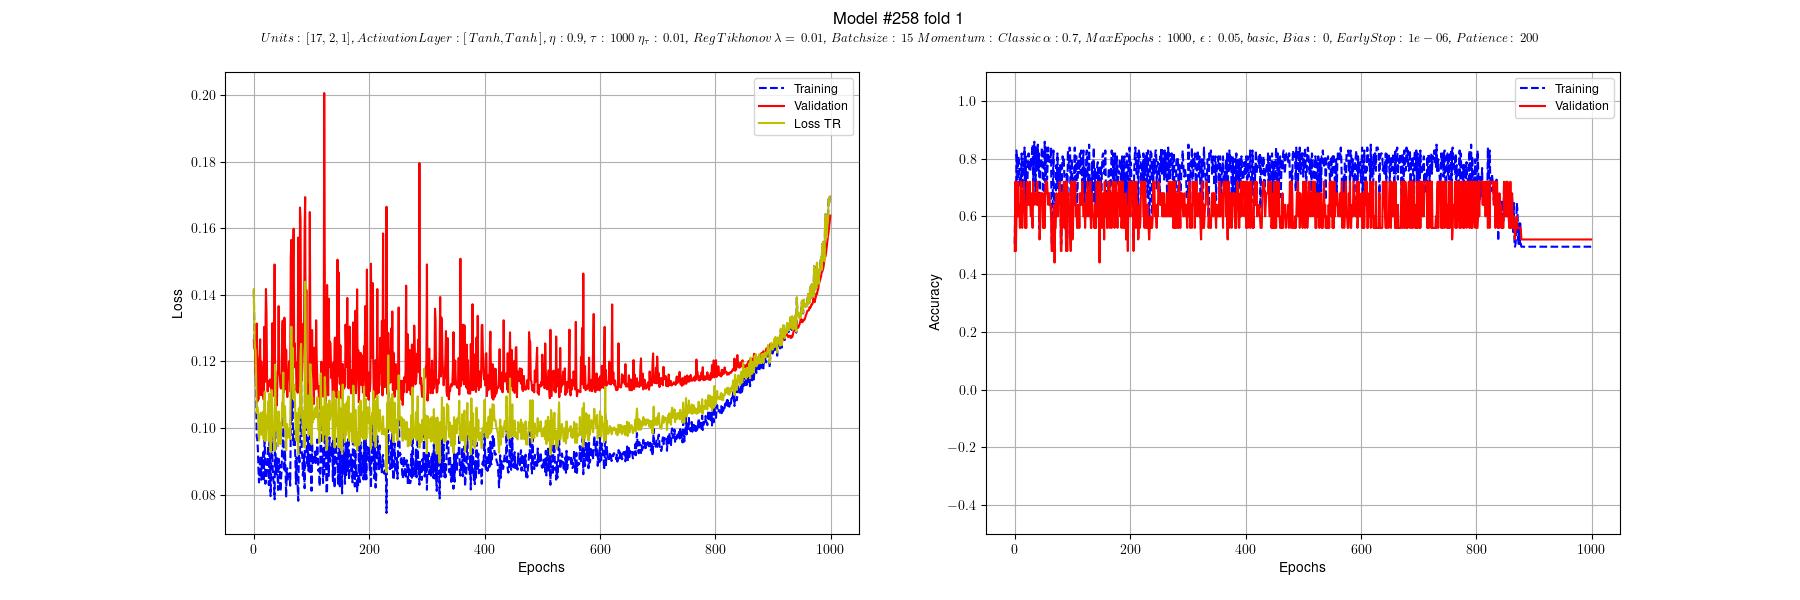 Model #258 fold 1
Units : [17, 2, 1], ActivationLayer : [Tanh, Tanh], η : 0.9, τ : 1000 η_τ : 0.01, RegTikhonov λ = 0.01, Batchsize : 15 Momentum : Classic α : 0.7, MaxEpochs : 1000, ϵ : 0.05, basic, Bias : 0, EarlyStop : 1e − 06, Patience : 200
Loss
0.20
0.18
0.16
0.14
0.12
0.10
0.08
0 200 400 600 800 1000
Epochs
Training
Validation
Loss TR
Accuracy
1.0
0.8
0.6
0.4
0.2
0.0
−0.2
−0.4
0 200 400 600 800 1000
Epochs
Training
Validation